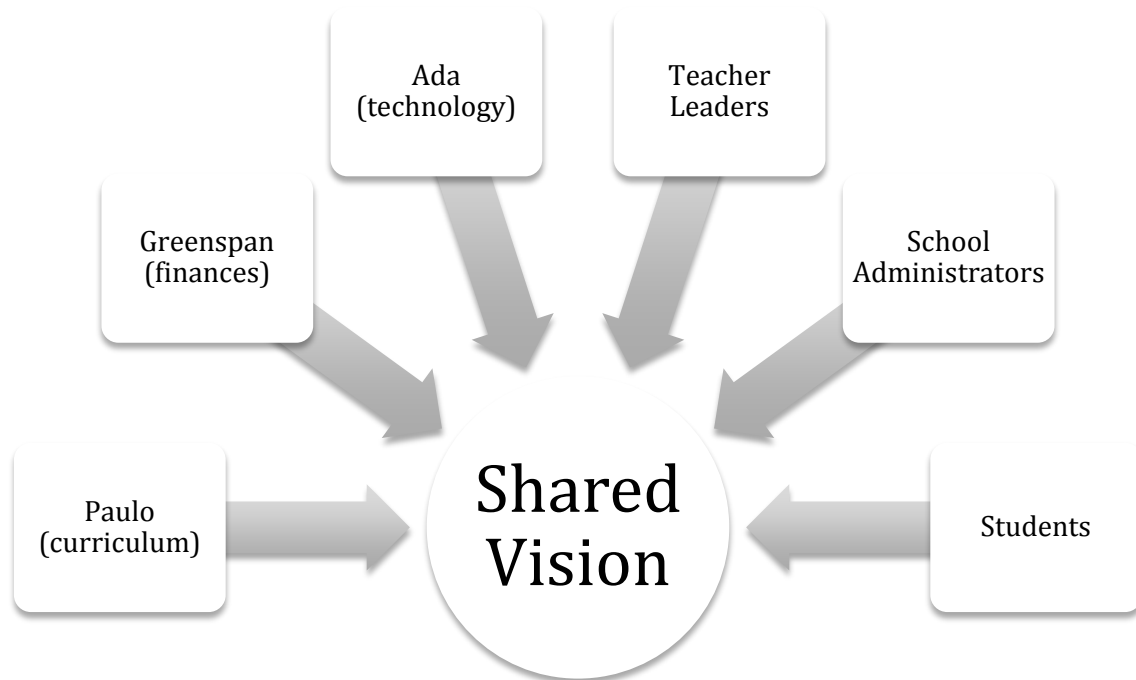 Ada
(technology)
Teacher
Leaders
Greenspan
(finances)
School
Administrators
Paulo
(curriculum)
Shared
Vision
Students